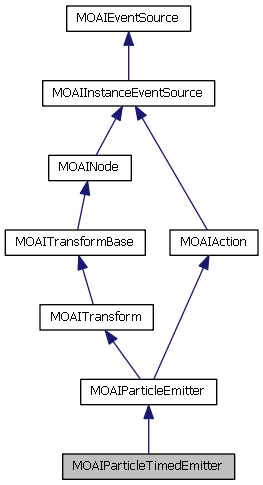 MOAIEventSource
MOAIInstanceEventSource
MOAINode
MOAITransformBase
MOAIAction
MOAITransform
MOAIParticleEmitter
MOAIParticleTimedEmitter